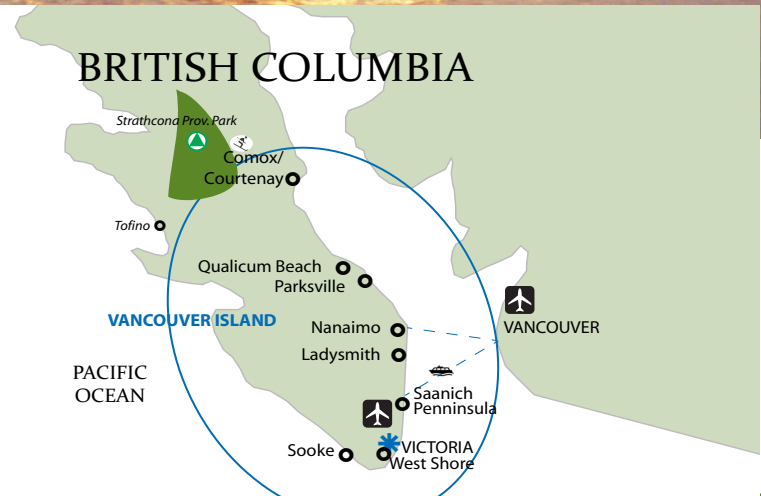 BRITISH COLUMBIA
Strathcona Prov. Park
Comox/
Courtenay
Tofino
Qualicum Beach
Parksville
VANCOUVER ISLAND
Nanaimo
VANCOUVER
Ladysmith
PACIFIC
OCEAN
Saanich
Penninsula
Sooke
VICTORIA
West Shore